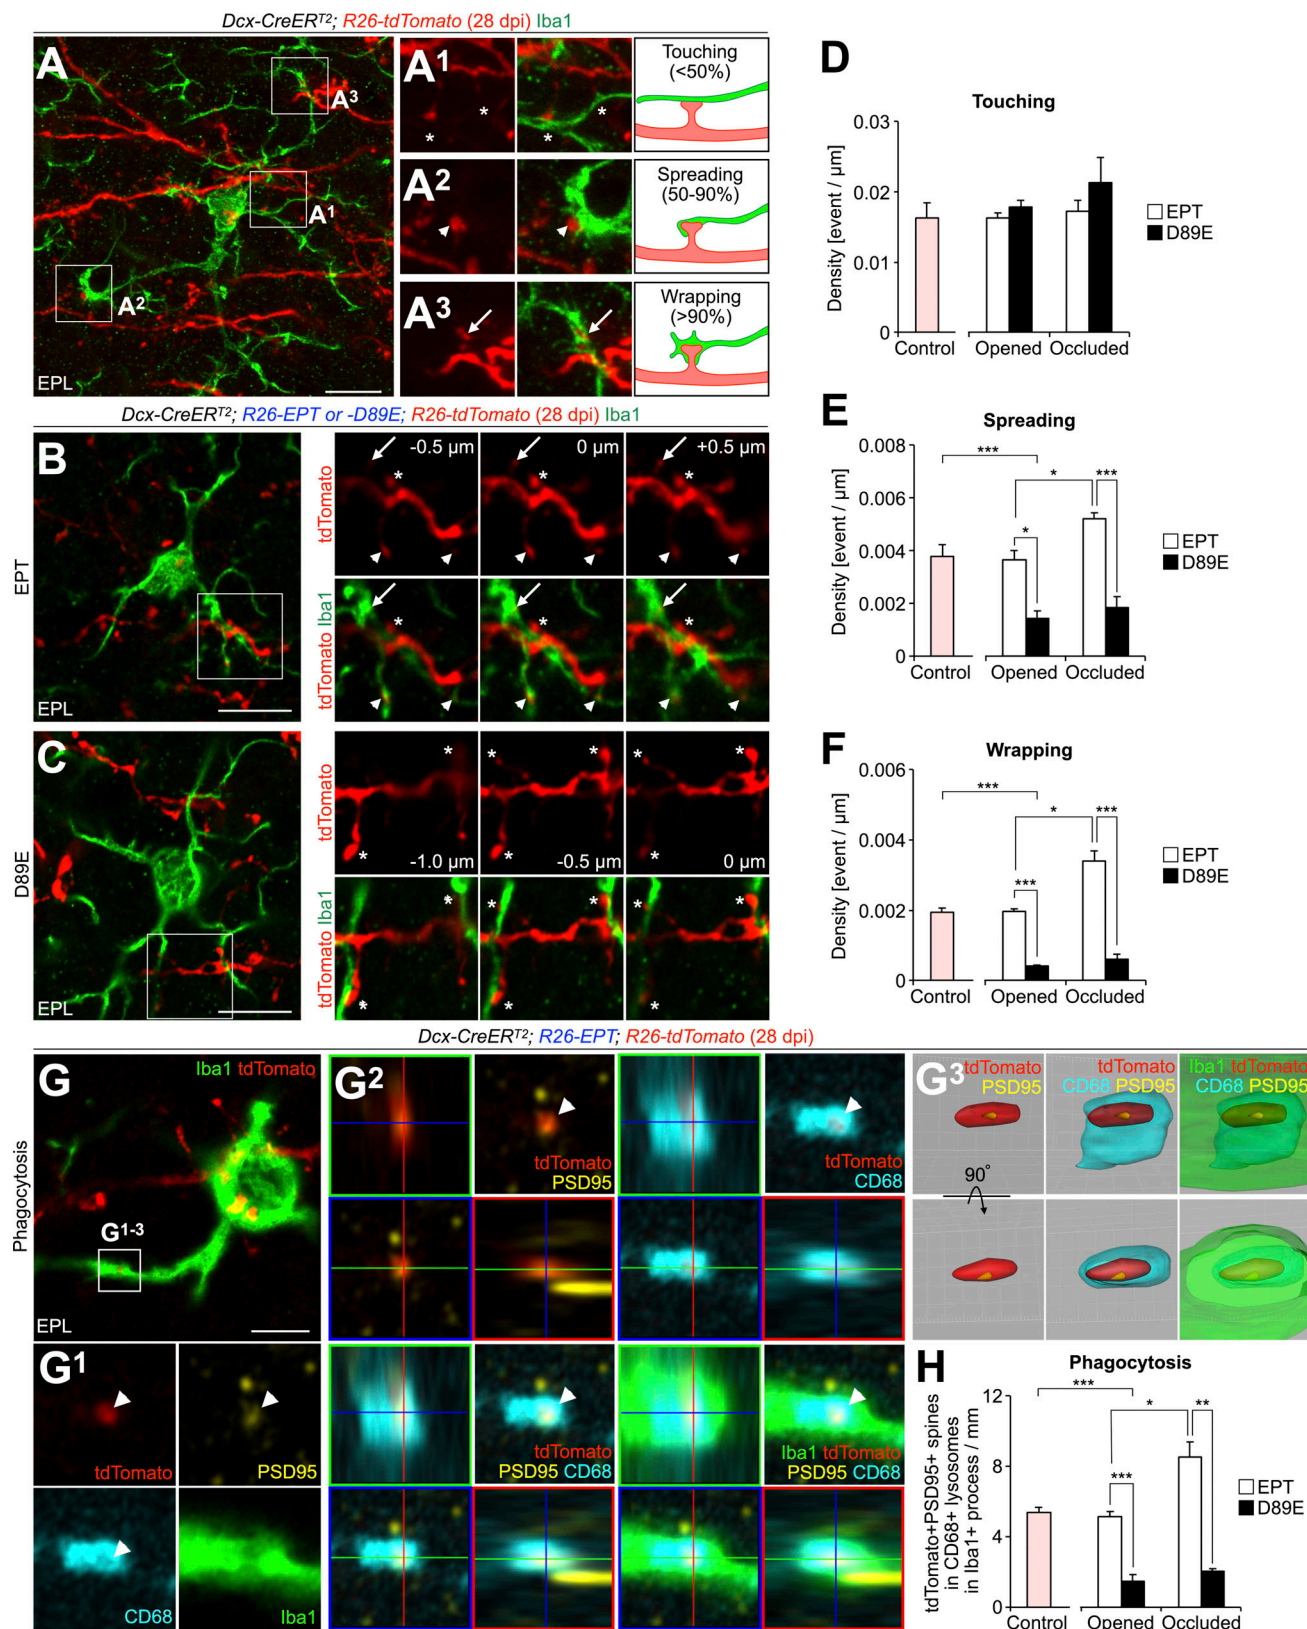 Dcx-CreERT2; R26-tdTomato (28 dpi) Iba1
A
A3
A1
A2
EPL
A1
Touching
(<50%)
* *
* *
A2
Spreading
(50-90%)
A3
Wrapping
(>90%)
Dcx-CreERT2; R26-EPT or -D89E; R26-tdTomato (28 dpi) Iba1
EPT
B
EPL
tdTomato
-0.5 µm
0 µm
+0.5 µm
* * *
tdTomato Iba1
* * *
D89E
C
EPL
tdTomato
* * * * *
* * *
-1.0 µm
-0.5 µm
0 µm
tdTomato Iba1
* * * * *
* * *
D
Touching
Density [event / µm]
0.03
0.02
0.01
0
Control
Opened
Occluded
EPT
D89E
E
Spreading
Density [event / µm]
0.008
0.006
0.004
0.002
0
***
*
***
*
Control
Opened
Occluded
EPT
D89E
F
Wrapping
Density [event / µm]
0.006
0.004
0.002
0
***
*
***
***
Control
Opened
Occluded
EPT
D89E
Dcx-CreERT2; R26-EPT; R26-tdTomato (28 dpi)
Phagocytosis
G
Iba1 tdTomato
G1-3
EPL
G1
tdTomato
PSD95
CD68
Iba1
G2
tdTomato
PSD95
tdTomato
CD68
tdTomato
PSD95 CD68
Iba1 tdTomato
PSD95 CD68
G3
tdTomato
PSD95
tdTomato
CD68 PSD95
Iba1 tdTomato
CD68 PSD95
90°
H
Phagocytosis
tdTomato+PSD95+ spines
in CD68+ lysosomes
in Iba1+ process / mm
12
8
4
0
***
*
**
***
Control
Opened
Occluded
EPT
D89E